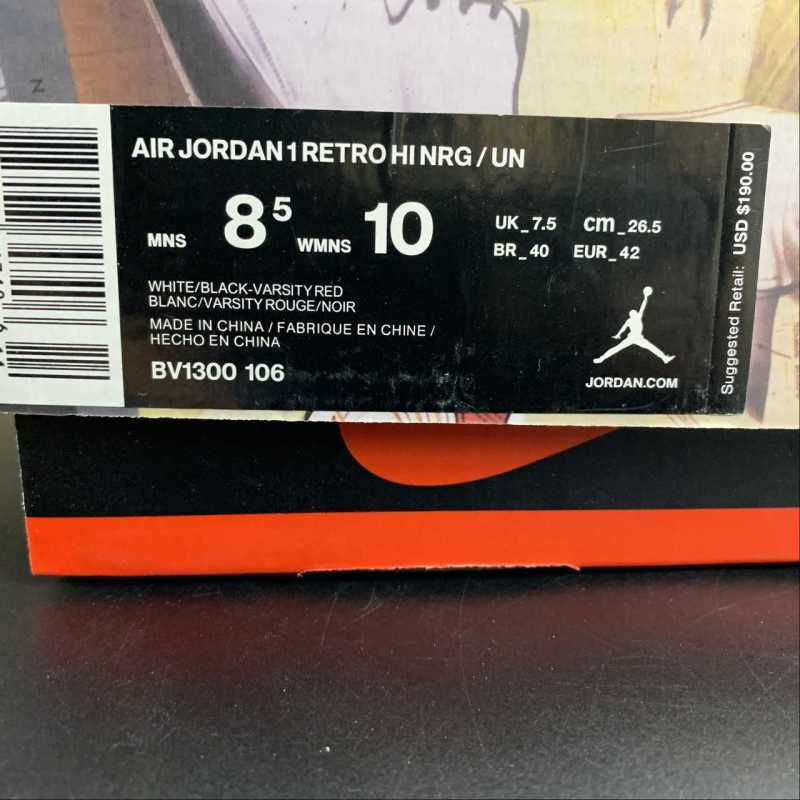 AIR JORDAN 1 RETRO HI NRG / UN
MNS 8 5 WMNS 10 UK_7.5 cm_26.5
BR_40 EUR_42
WHITE/BLACK-VARSITY RED
BLANC/VARSITY ROUGE/NOIR
MADE IN CHINA / FABRIQUE EN CHINE /
HECHO EN CHINA
BV1300 106
JORDAN.COM
Suggested Retail: USD $190.00